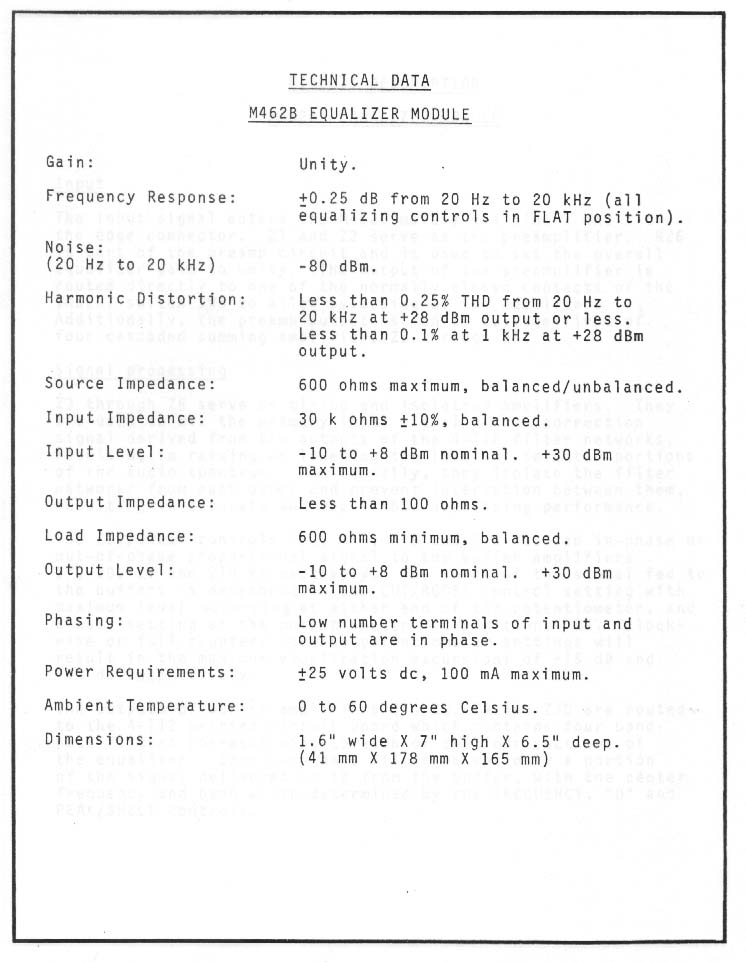 TECHNICAL DATA
M462B EQUALIZER MODULE
Gain: Unity.
Frequency Response: ±0.25 dB from 20 Hz to 20 kHz (all
equalizing controls in FLAT position).
Noise:
(20 Hz to 20 kHz) -80 dBm.
Harmonic Distortion: Less than 0.25% THD from 20 Hz to
20 kHz at +28 dBm output or less.
Less than 0.1% at 1 kHz at +28 dBm
output.
Source Impedance: 600 ohms maximum, balanced/unbalanced.
Input Impedance: 30 k ohms ±10%, balanced.
Input Level: -10 to +8 dBm nominal. +30 dBm
maximum.
Output Impedance: Less than 100 ohms.
Load Impedance: 600 ohms minimum, balanced.
Output Level: -10 to +8 dBm nominal. +30 dBm
maximum.
Phasing: Low number terminals of input and
output are in phase.
Power Requirements: ±25 volts dc, 100 mA maximum.
Ambient Temperature: 0 to 60 degrees Celsius.
Dimensions: 1.6" wide X 7" high X 6.5" deep.
(41 mm X 178 mm X 165 mm)